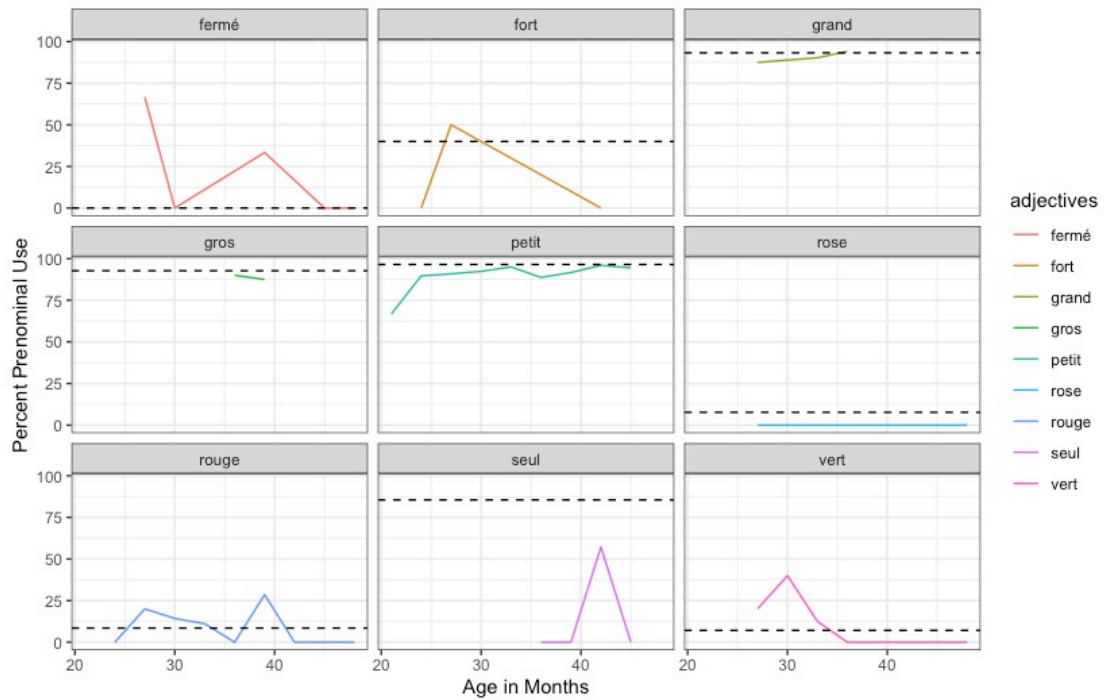 fermé
fort
grand
100
75
50
25
0
gros
petit
rose
100
75
50
25
0
rouge
seul
vert
100
75
50
25
0
20
30
40
20
30
40
20
30
40
Age in Months
Percent Prenominal Use
adjectives
fermé
fort
grand
gros
petit
rose
rouge
seul
vert